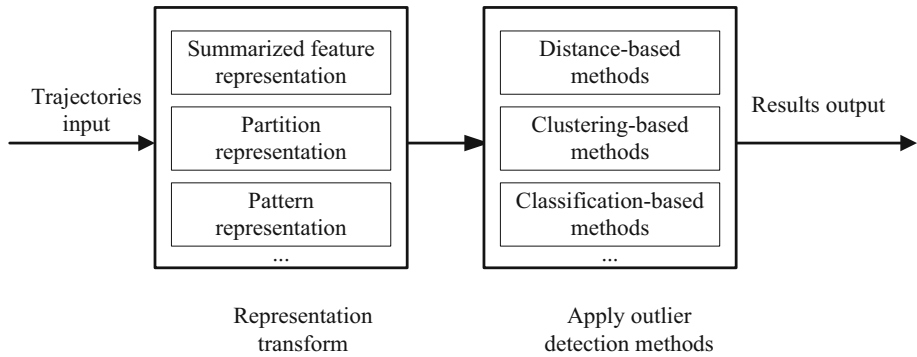 Trajectories
input
Summarized feature
representation
Partition
representation
Pattern
representation
...
Distance-based
methods
Clustering-based
methods
Classification-based
methods
...
Results output
Representation
transform
Apply outlier
detection methods